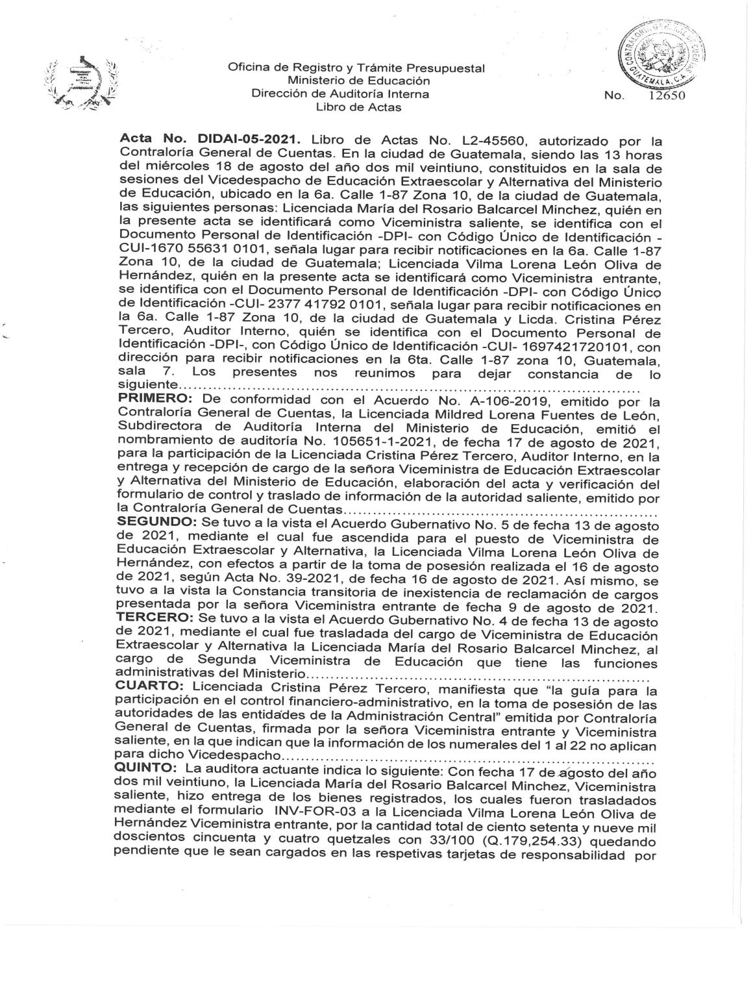 CONTRALORIA GENERAL DE CUENTAS
GUATEMALA, C.A.
Oficina de Registro y Trámite Presupuestal
Ministerio de Educación
Dirección de Auditoría Interna
Libro de Actas
No. 12650
Acta No. DIDAI-05-2021. Libro de Actas No. L2-45560, autorizado por la
Contraloría General de Cuentas. En la ciudad de Guatemala, siendo las 13 horas
del miércoles 18 de agosto del año dos mil veintiuno, constituidos en la sala de
sesiones del Vicedespacho de Educación Extraescolar y Alternativa del Ministerio
de Educación, ubicado en la 6a. Calle 1-87 Zona 10, de la ciudad de Guatemala,
las siguientes personas: Licenciada María del Rosario Balcarcel Minchez, quién en
la presente acta se identificará como Viceministra saliente, se identifica con el
Documento Personal de Identificación -DPI- con Código Único de Identificación -
CUI-1670 55631 0101, señala lugar para recibir notificaciones en la 6a. Calle 1-87
Zona 10, de la ciudad de Guatemala; Licenciada Vilma Lorena León Oliva de
Hernández, quién en la presente acta se identificará como Viceministra entrante,
se identifica con el Documento Personal de Identificación -DPI- con Código Único
de Identificación -CUI- 2377 41792 0101, señala lugar para recibir notificaciones en
la 6a. Calle 1-87 Zona 10, de la ciudad de Guatemala y Licda. Cristina Pérez
Tercero, Auditor Interno, quién se identifica con el Documento Personal de
Identificación -DPI-, con Código Único de Identificación -CUI- 1697421720101, con
dirección para recibir notificaciones en la 6ta. Calle 1-87 zona 10, Guatemala,
sala 7. Los presentes nos reunimos para dejar constancia de lo
siguiente...............................................................................................
PRIMERO: De conformidad con el Acuerdo No. A-106-2019, emitido por la
Contraloría General de Cuentas, la Licenciada Mildred Lorena Fuentes de León,
Subdirectora de Auditoría Interna del Ministerio de Educación, emitió el
nombramiento de auditoría No. 105651-1-2021, de fecha 17 de agosto de 2021,
para la participación de la Licenciada Cristina Pérez Tercero, Auditor Interno, en la
entrega y recepción de cargo de la señora Viceministra de Educación Extraescolar
y Alternativa del Ministerio de Educación, elaboración del acta y verificación del
formulario de control y traslado de información de la autoridad saliente, emitido por
la Contraloría General de Cuentas.................................................................
SEGUNDO: Se tuvo a la vista el Acuerdo Gubernativo No. 5 de fecha 13 de agosto
de 2021, mediante el cual fue ascendida para el puesto de Viceministra de
Educación Extraescolar y Alternativa, la Licenciada Vilma Lorena León Oliva de
Hernández, con efectos a partir de la toma de posesión realizada el 16 de agosto
de 2021, según Acta No. 39-2021, de fecha 16 de agosto de 2021. Así mismo, se
tuvo a la vista la Constancia transitoria de inexistencia de reclamación de cargos
presentada por la señora Viceministra entrante de fecha 9 de agosto de 2021.
TERCERO: Se tuvo a la vista el Acuerdo Gubernativo No. 4 de fecha 13 de agosto
de 2021, mediante el cual fue trasladada del cargo de Viceministra de Educación
Extraescolar y Alternativa la Licenciada María del Rosario Balcarcel Minchez, al
cargo de Segunda Viceministra de Educación que tiene las funciones
administrativas del Ministerio.......................................................................
CUARTO: Licenciada Cristina Pérez Tercero, manifiesta que “la guía para la
participación en el control financiero-administrativo, en la toma de posesión de las
autoridades de las entidades de la Administración Central” emitida por Contraloría
General de Cuentas, firmada por la señora Viceministra entrante y Viceministra
saliente, en la que indican que la información de los numerales del 1 al 22 no aplican
para dicho Vicedespacho.............................................................................
QUINTO: La auditora actuante indica lo siguiente: Con fecha 17 de agosto del año
dos mil veintiuno, la Licenciada María del Rosario Balcarcel Minchez, Viceministra
saliente, hizo entrega de los bienes registrados, los cuales fueron trasladados
mediante el formulario INV-FOR-03 a la Licenciada Vilma Lorena León Oliva de
Hernández Viceministra entrante, por la cantidad total de ciento setenta y nueve mil
doscientos cincuenta y cuatro quetzales con 33/100 (Q.179,254.33) quedando
pendiente que le sean cargados en las respetivas tarjetas de responsabilidad por